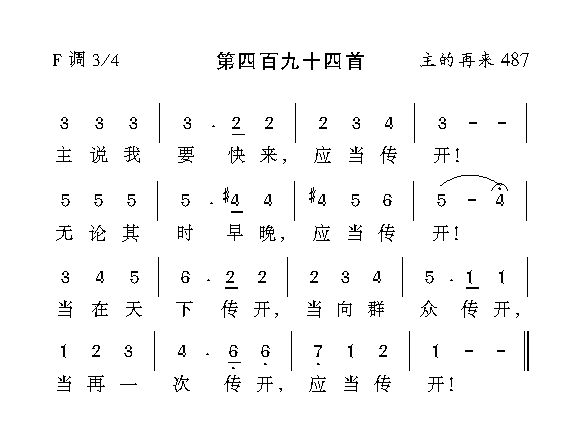 F 调 3/4 第四百九十四首 主的再来 487
3 3 3 | 3 . 2 2 | 2 3 4 | 3 - - |
主 说 我 要 快 来， 应 当 传 开！
5 5 5 | 5 . #4 4 | #4 5 6 | 5 - 4 |
无 论 其 时 早 晚， 应 当 传 开！
3 4 5 | 6 . 2 2 | 2 3 4 | 5 . 1 1 |
当 在 天 下 传 开， 当 向 群 众 传 开，
1 2 3 | 4 . 6 6 | 7 1 2 | 1 - - ‖
当 再 一 次 传 开， 应 当 传 开！